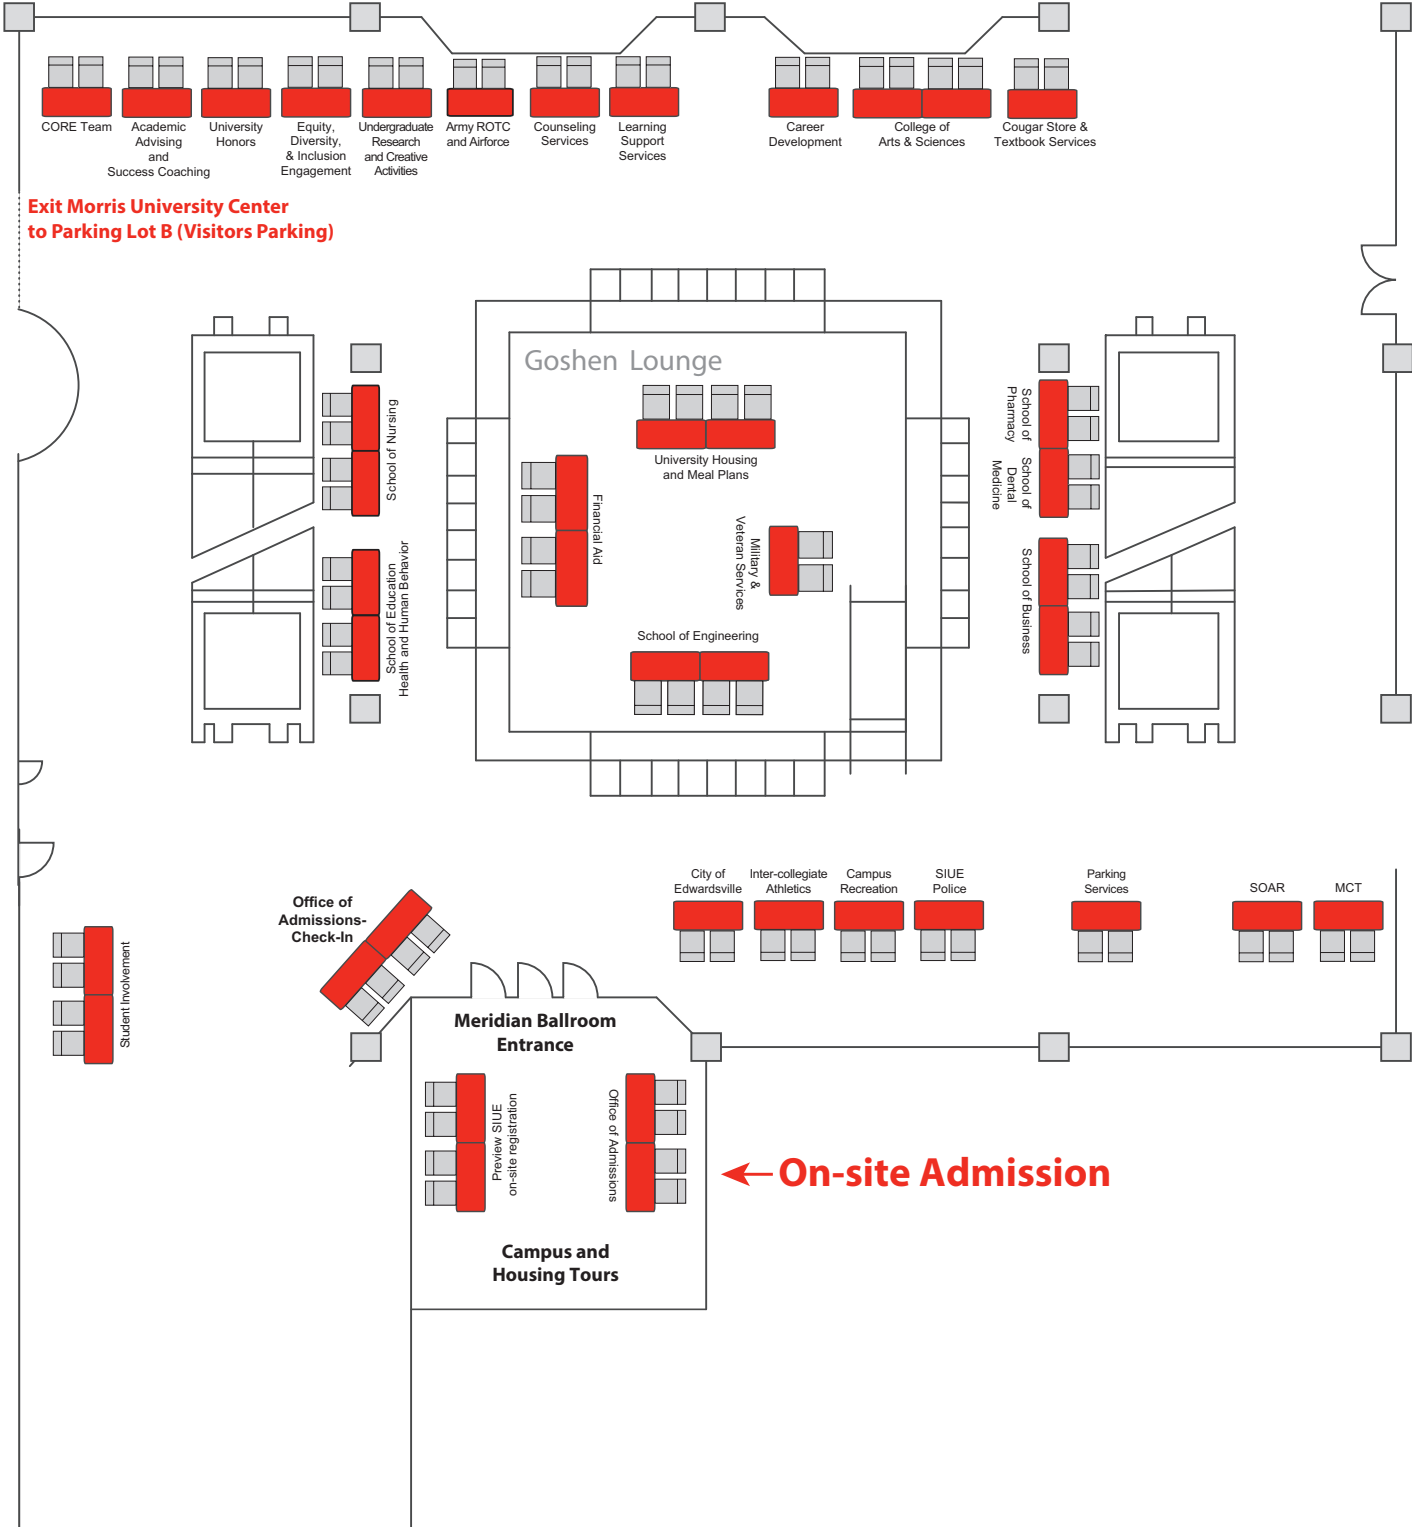 CORE Team
Academic
Advising
and
Success Coaching
University
Honors
Equity,
Diversity,
& Inclusion
Engagement
Undergraduate
Research
and Creative
Activities
Army ROTC
and Airforce
Counseling
Services
Learning
Support
Services
Career
Development
College of
Arts & Sciences
Cougar Store &
Textbook Services
Exit Morris University Center
to Parking Lot B (Visitors Parking)
Goshen Lounge
School of Nursing
School of Education
Health and Human Behavior
University Housing
and Meal Plans
Financial Aid
Military &
Veteran Services
School of Engineering
School of
Pharmacy
School of
Dental
Medicine
School of Business
City of
Edwardsville
Inter-collegiate
Athletics
Campus
Recreation
SIUE
Police
Parking
Services
SOAR
MCT
Office of
Admissions-
Check-In
Student Involvement
Meridian Ballroom
Entrance
Preview SIUE
on-site registration
Office of Admissions
On-site Admission
Campus and
Housing Tours